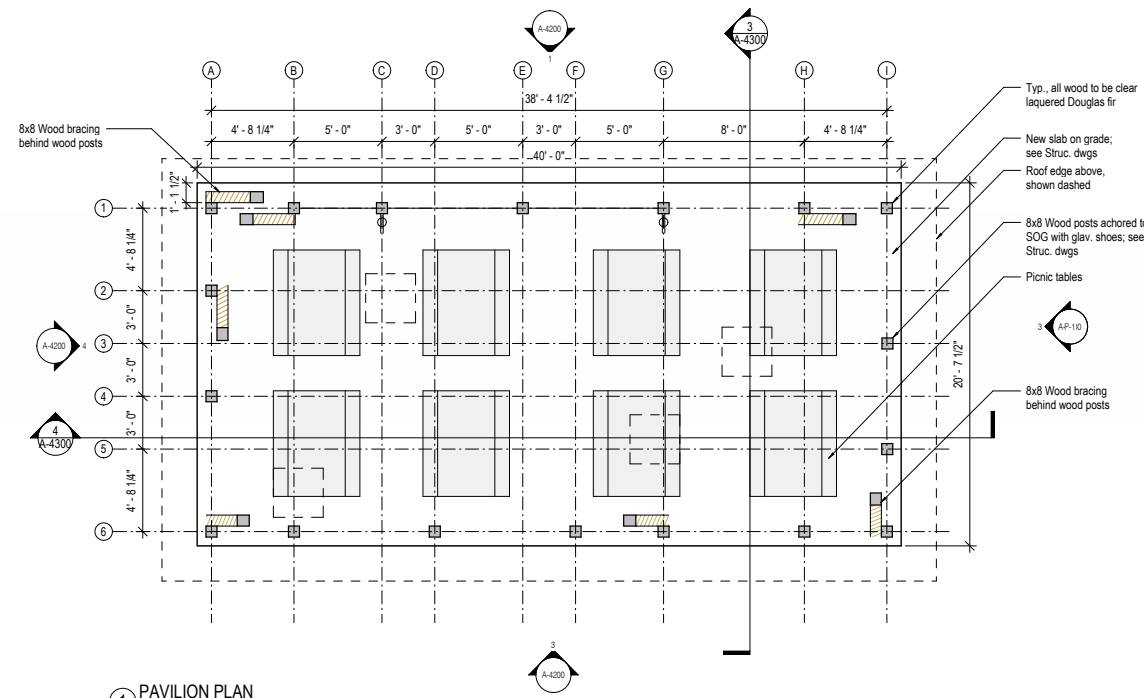 A-4200
1
3
A-4300
A
B
C
D
E
F
G
H
I
38' - 4 1/2"
4' - 8 1/4"
5' - 0"
3' - 0"
5' - 0"
3' - 0"
5' - 0"
8' - 0"
4' - 8 1/4"
40' - 0"
8x8 Wood bracing
behind wood posts
Typ., all wood to be clear
laquered Douglas fir
New slab on grade;
see Struc. dwgs
Roof edge above,
shown dashed
8x8 Wood posts achored t
SOG with glav. shoes; see
Struc. dwgs
Picnic tables
8x8 Wood bracing
behind wood posts
1' - 1 1/2"
1
2
3
4
5
6
4' - 8 1/4"
3' - 0"
3' - 0"
3' - 0"
4' - 8 1/4"
20' - 7 1/2"
A-4200
4
3
A-P-110
4
A-4300
3
A-4200
PAVILION PLAN